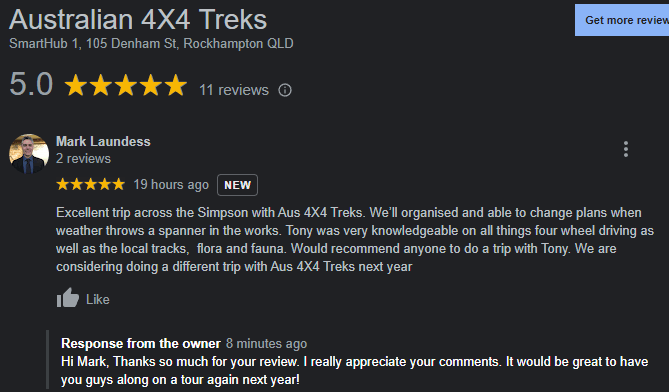 Australian 4X4 Treks
Get more review
SmartHub 1, 105 Denham St, Rockhampton QLD
5.0
11 reviews
Mark Laundess
2 reviews
19 hours ago NEW
Excellent trip across the Simpson with Aus 4X4 Treks. We'll organised and able to change plans when
weather throws a spanner in the works. Tony was very knowledgeable on all things four wheel driving as
well as the local tracks,  flora and fauna. Would recommend anyone to do a trip with Tony. We are
considering doing a different trip with Aus 4X4 Treks next year
Like
Response from the owner 8 minutes ago
Hi Mark, Thanks so much for your review. I really appreciate your comments. It would be great to have
you guys along on a tour again next year!